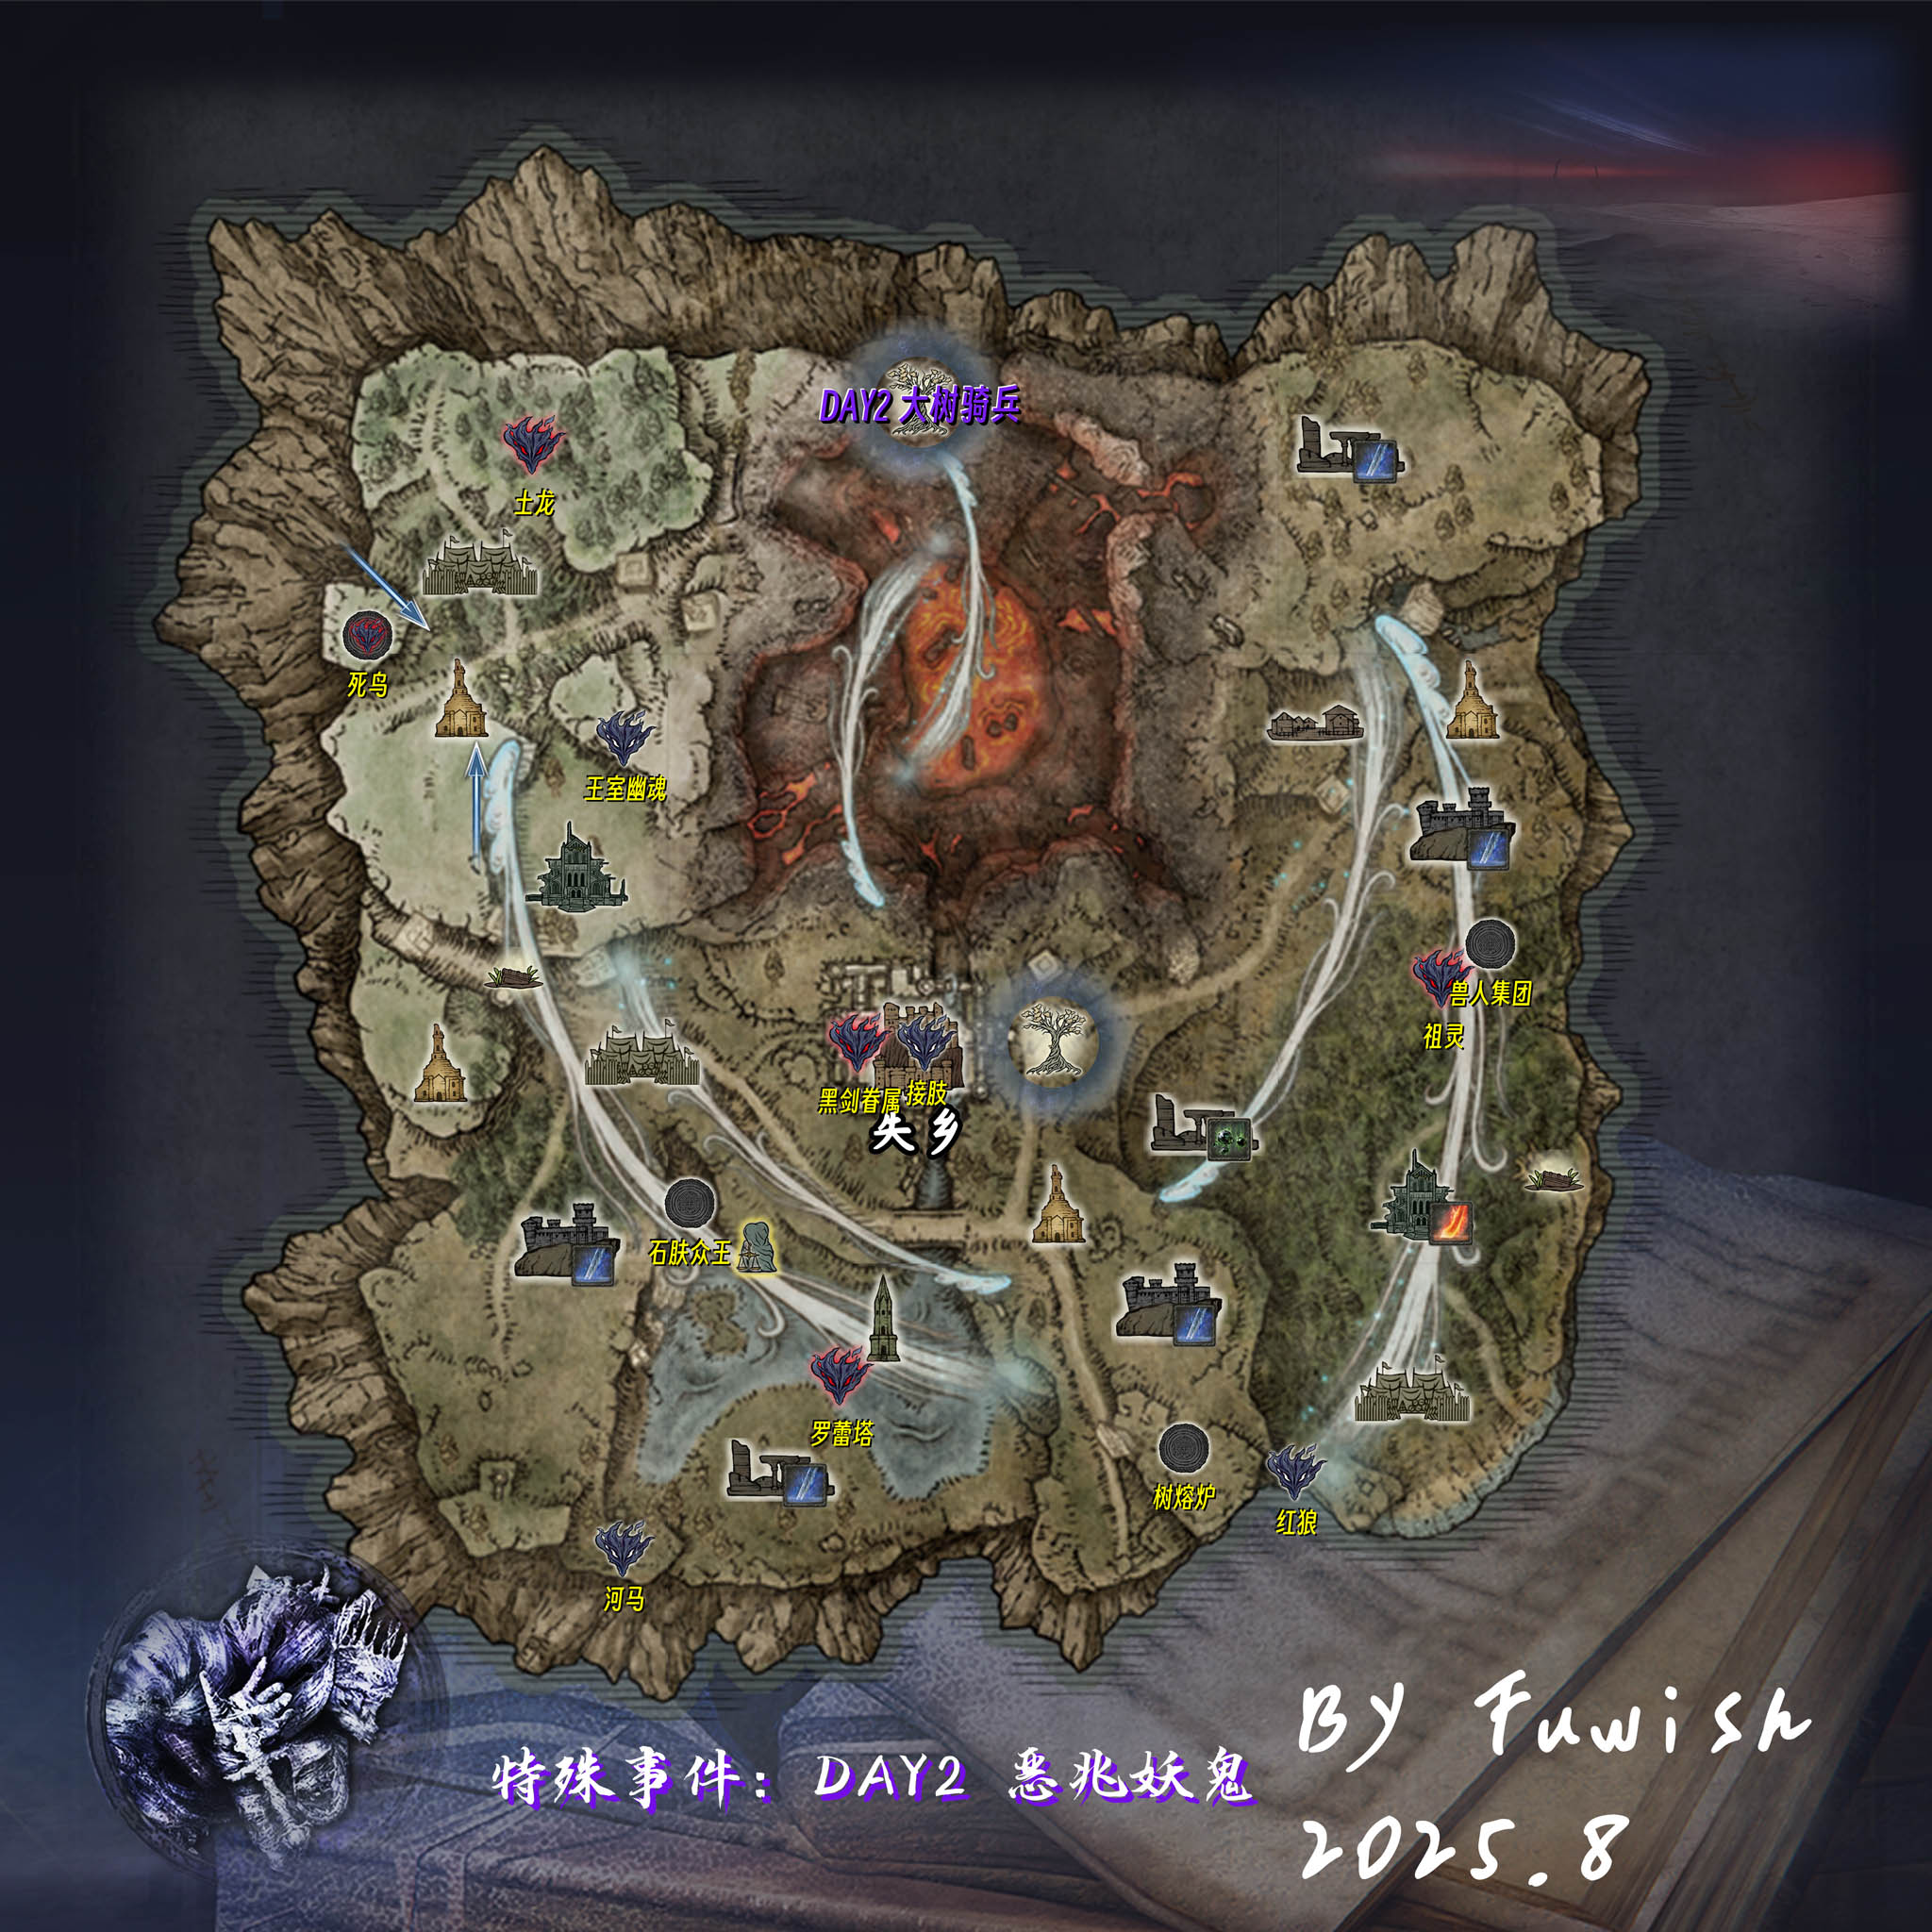 DAY2 大树骑兵
土龙
死鸟
王室幽魂
兽人集团
祖灵
黑剑眷属
接肢
失乡
石肤众王
罗蕾塔
树熔炉
红狼
河马
特殊事件：DAY2 恶兆妖鬼
By Fuwish
2025.8